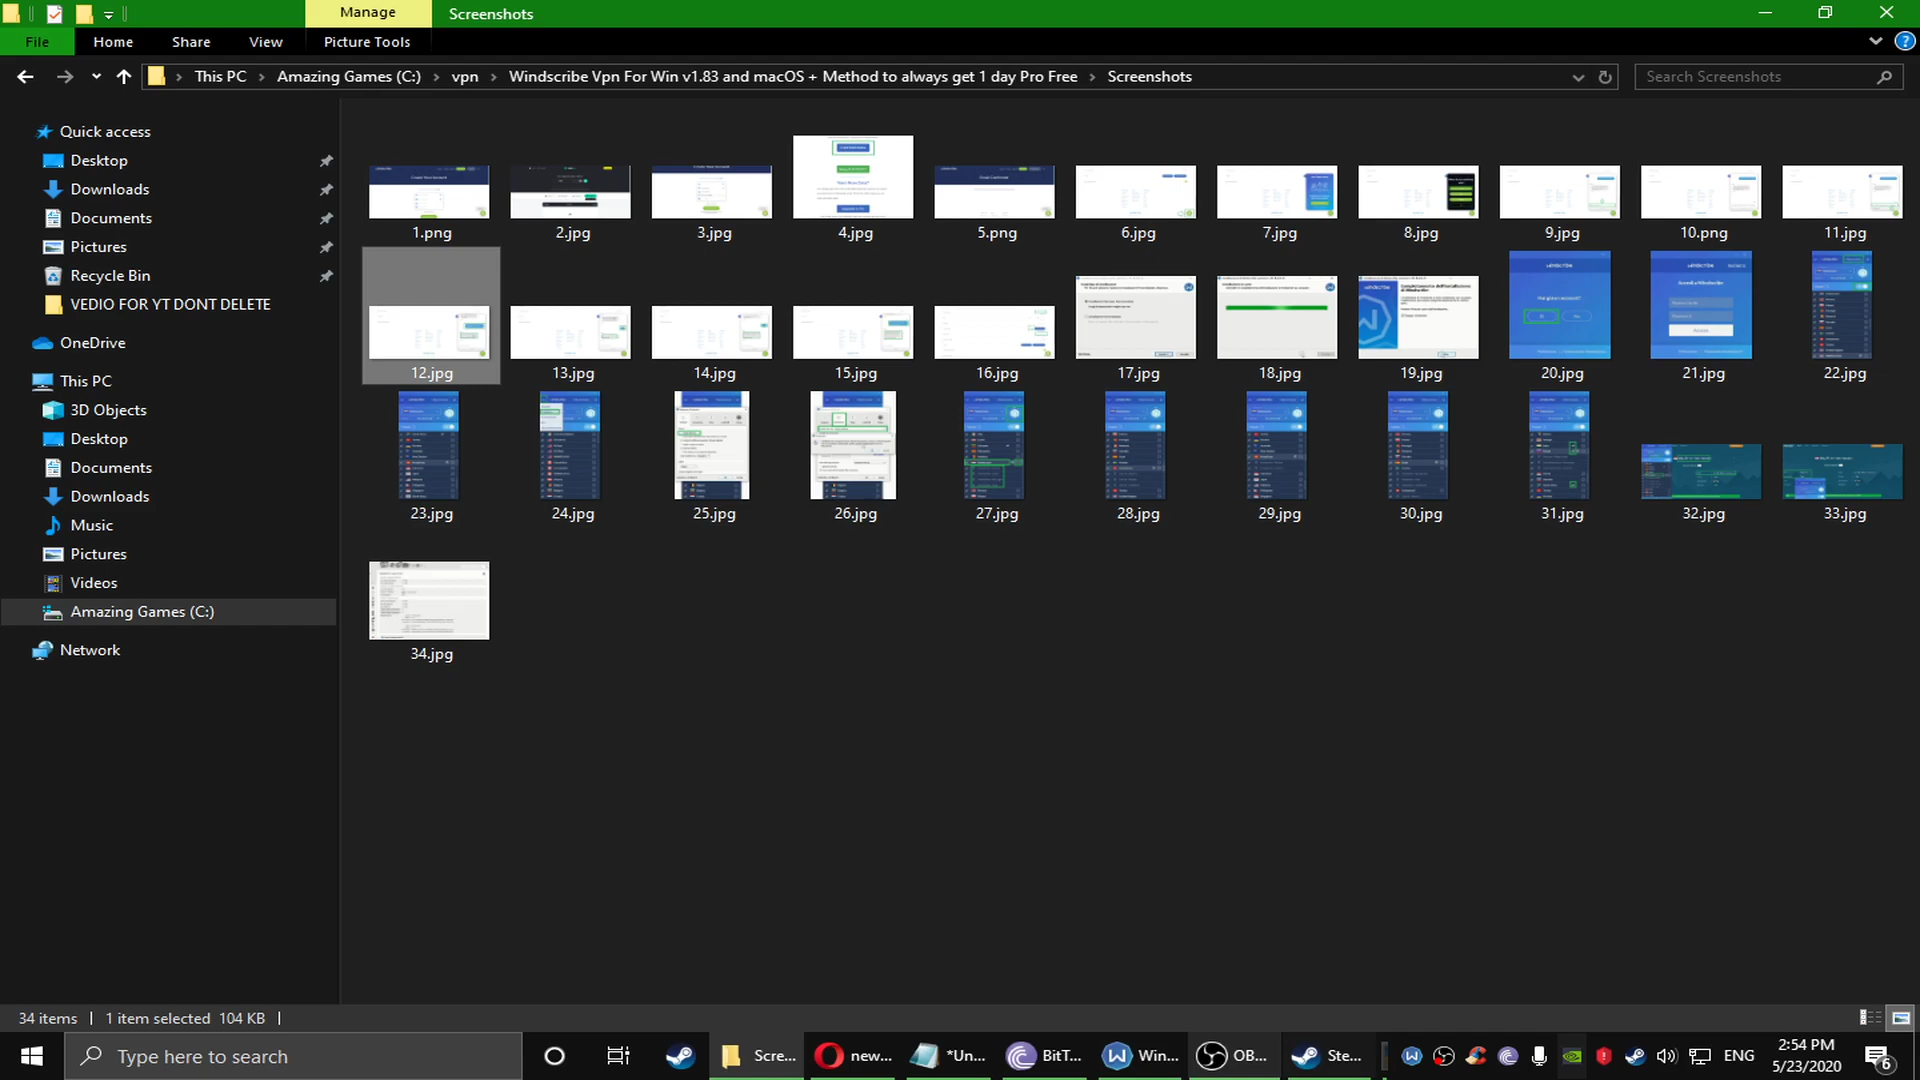 Manage
Screenshots
File
Home
Share
View
Picture Tools
This PC
Amazing Games (C:)
vpn
Windscribe Vpn For Win v1.83 and macOS + Method to always get 1 day Pro Free
Screenshots
Search Screenshots
Quick access
Desktop
Downloads
Documents
Pictures
Recycle Bin
VEDIO FOR YT DONT DELETE
OneDrive
This PC
3D Objects
Desktop
Documents
Downloads
Music
Pictures
Videos
Amazing Games (C:)
Network
1.png
2.jpg
3.jpg
4.jpg
5.png
6.jpg
7.jpg
8.jpg
9.jpg
10.png
11.jpg
12.jpg
13.jpg
14.jpg
15.jpg
16.jpg
17.jpg
18.jpg
19.jpg
20.jpg
21.jpg
22.jpg
23.jpg
24.jpg
25.jpg
26.jpg
27.jpg
28.jpg
29.jpg
30.jpg
31.jpg
32.jpg
33.jpg
34.jpg
34 items
1 item selected 104 KB
Type here to search
Scre...
new...
*Un...
BitT...
Win...
OB...
Ste...
ENG
2:54 PM
5/23/2020
6